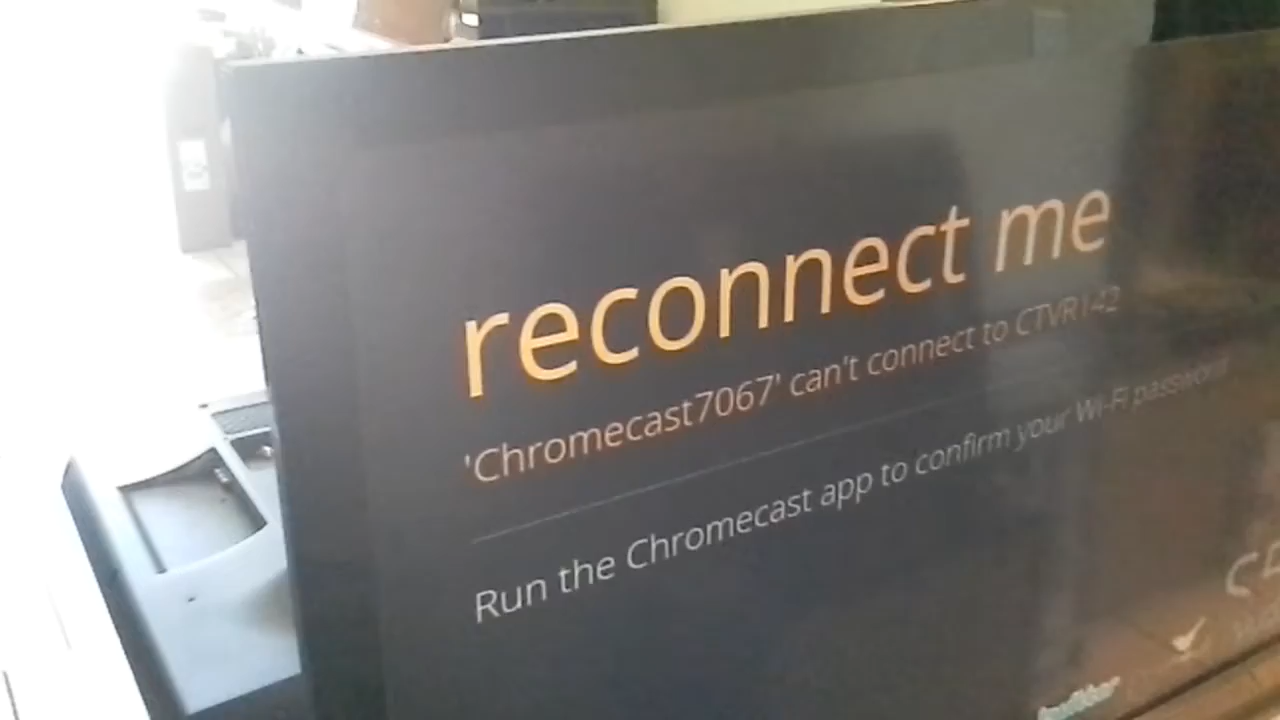 reconnect me
'Chromecast7067' can't connect to CTVR142
Run the Chromecast app to confirm your Wi-Fi password